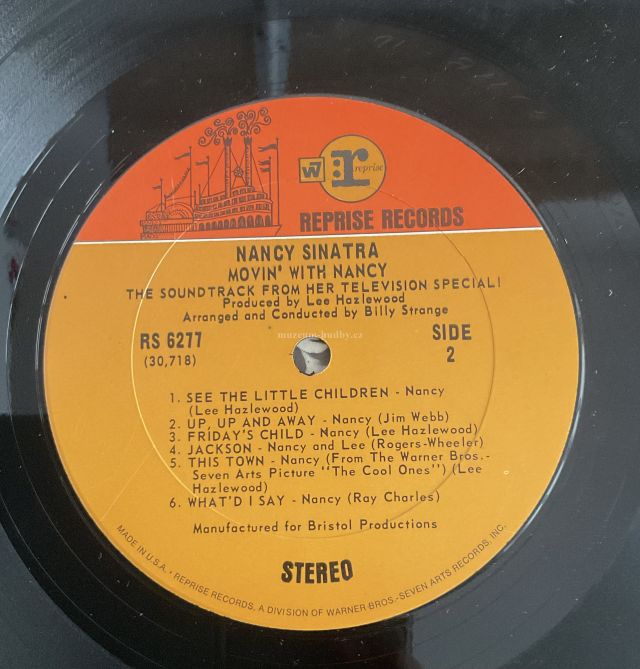 W7
r: reprise
REPRISE RECORDS
NANCY SINATRA
MOVIN' WITH NANCY
THE SOUNDTRACK FROM HER TELEVISION SPECIAL!
Produced by Lee Hazlewood
Arranged and Conducted by Billy Strange
muzeum-hudby.cz
RS 6277
(30,718)
SIDE
2
1. SEE THE LITTLE CHILDREN - Nancy
(Lee Hazlewood)
2. UP, UP AND AWAY - Nancy (Jim Webb)
3. FRIDAY'S CHILD - Nancy (Lee Hazlewood)
4. JACKSON - Nancy and Lee (Rogers-Wheeler)
5. THIS TOWN - Nancy (From The Warner Bros.-
Seven Arts Picture "The Cool Ones") (Lee
Hazlewood)
6. WHAT'D I SAY - Nancy (Ray Charles)
Manufactured for Bristol Productions
STEREO
MADE IN U.S.A. • REPRISE RECORDS, A DIVISION OF WARNER BROS.-SEVEN ARTS RECORDS, INC.